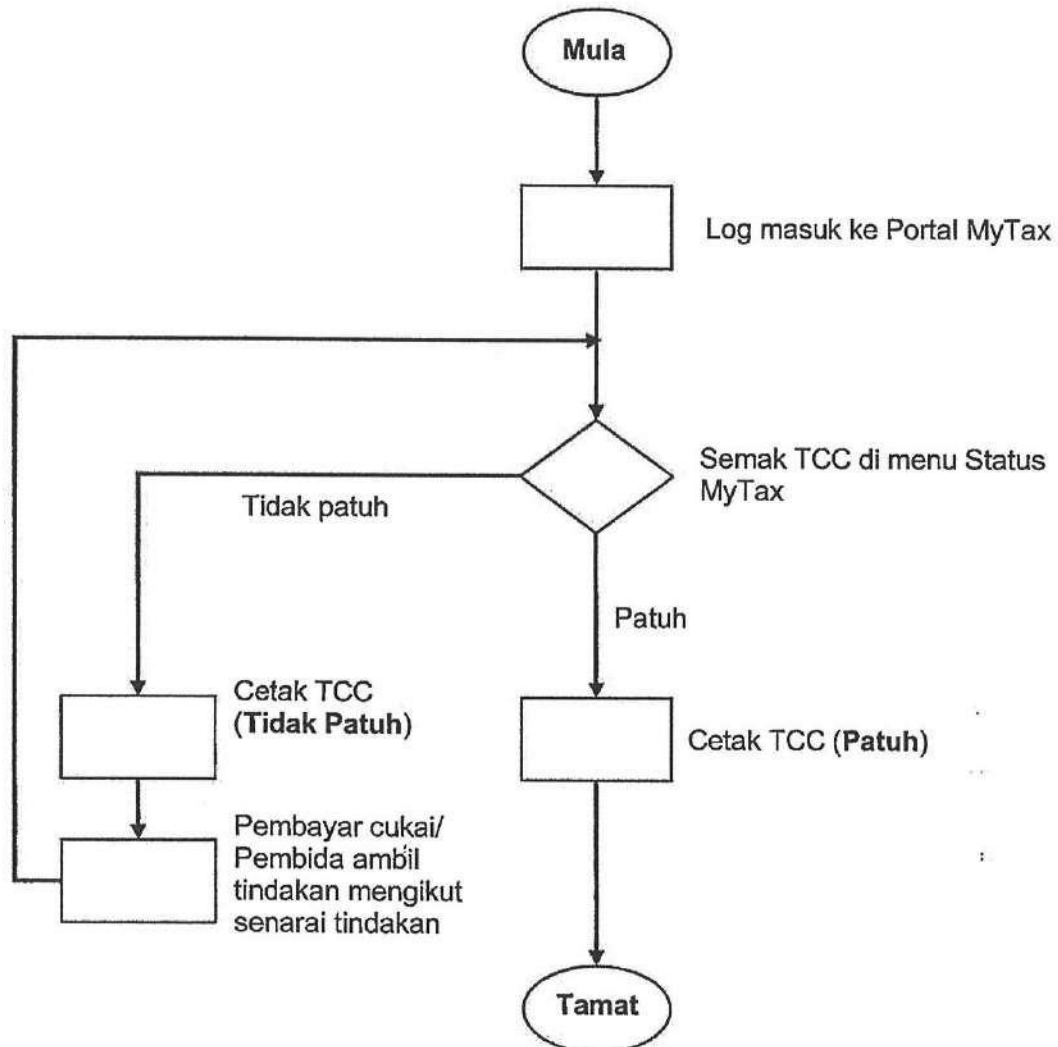 Mula
Log masuk ke Portal MyTax
Semak TCC di menu Status
MyTax
Tidak patuh
Patuh
Cetak TCC
(Tidak Patuh)
Cetak TCC (Patuh)
Pembayar cukai/
Pembida ambil
tindakan mengikut
senarai tindakan
Tamat